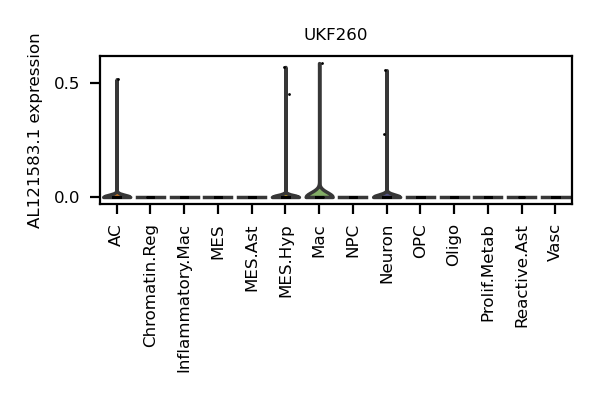 UKF260
AL121583.1 expression
0.5
0.0
AC
Chromatin.Reg
Inflammatory.Mac
MES
MES.Ast
MES.Hyp
Mac
NPC
Neuron
OPC
Oligo
Prolif.Metab
Reactive.Ast
Vasc